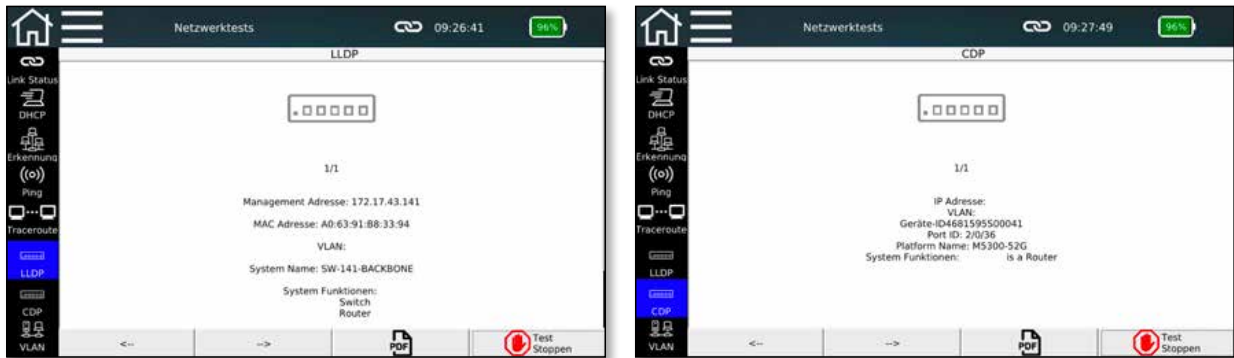 Netzwerktests 09:26:41 96%
LLDP
Link Status
DHCP
Erkennung
Ping
Traceroute
LLDP
CDP
VLAN
1/1
Management Adresse: 172.17.43.141
MAC Adresse: A0:63:91:B8:33:94
VLAN:
System Name: SW-141-BACKBONE
System Funktionen:
Switch
Router
<-- --> PDF Test
Stoppen
Netzwerktests 09:27:49 96%
CDP
Link Status
DHCP
Erkennung
Ping
Traceroute
LLDP
CDP
VLAN
1/1
IP Adresse:
VLAN:
Geräte-ID4681595S00041
Port ID: 2/0/36
Platform Name: M5300-52G
System Funktionen: is a Router
<-- --> PDF Test
Stoppen